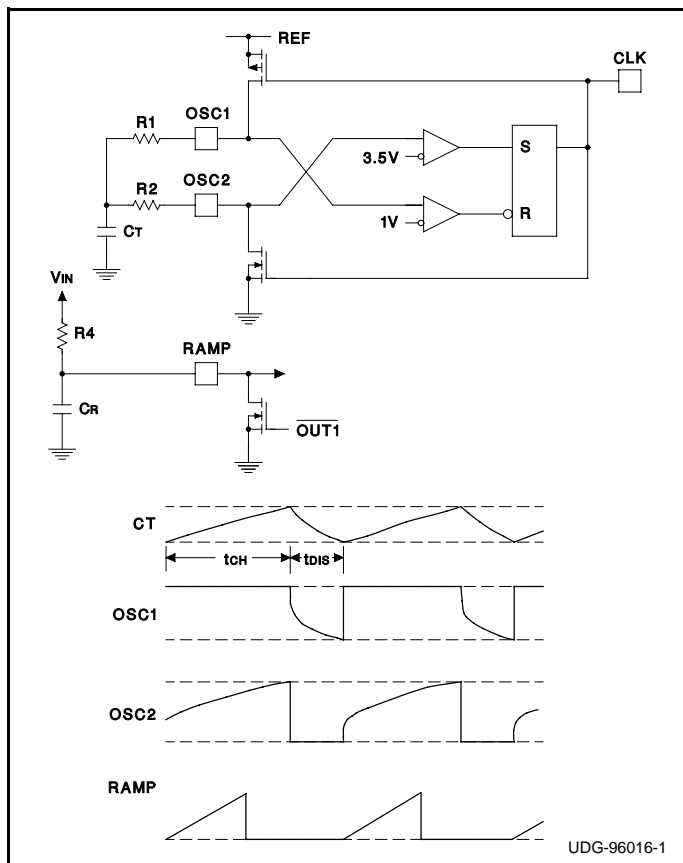 REF
CLK
OSC1
R1
3.5V
S
OSC2
R2
1V
R
CT
VIN
R4
RAMP
CR
OUT1
CT
tCH
tDIS
OSC1
OSC2
RAMP
UDG-96016-1